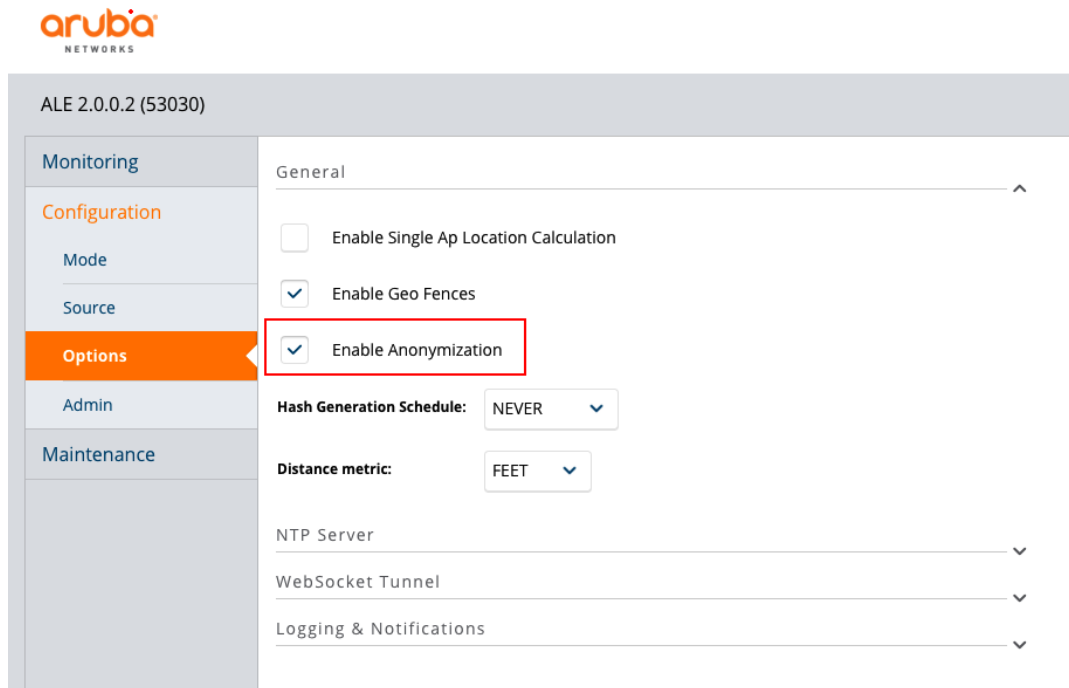 aruba
NETWORKS
ALE 2.0.0.2 (53030)
Monitoring
Configuration
Mode
Source
Options
Admin
Maintenance
General
Enable Single Ap Location Calculation
Enable Geo Fences
Enable Anonymization
Hash Generation Schedule: NEVER
Distance metric: FEET
NTP Server
WebSocket Tunnel
Logging & Notifications